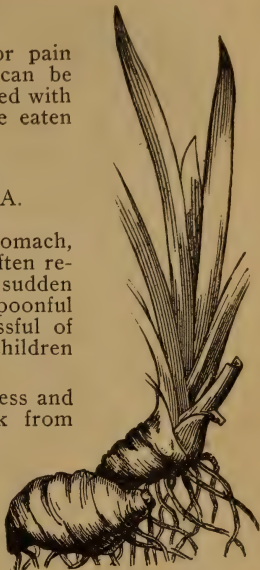 or pain
can be
ed with
e eaten
A.
omach,
ften re-
sudden
poonful
ssful of
hildren
ess and
k from